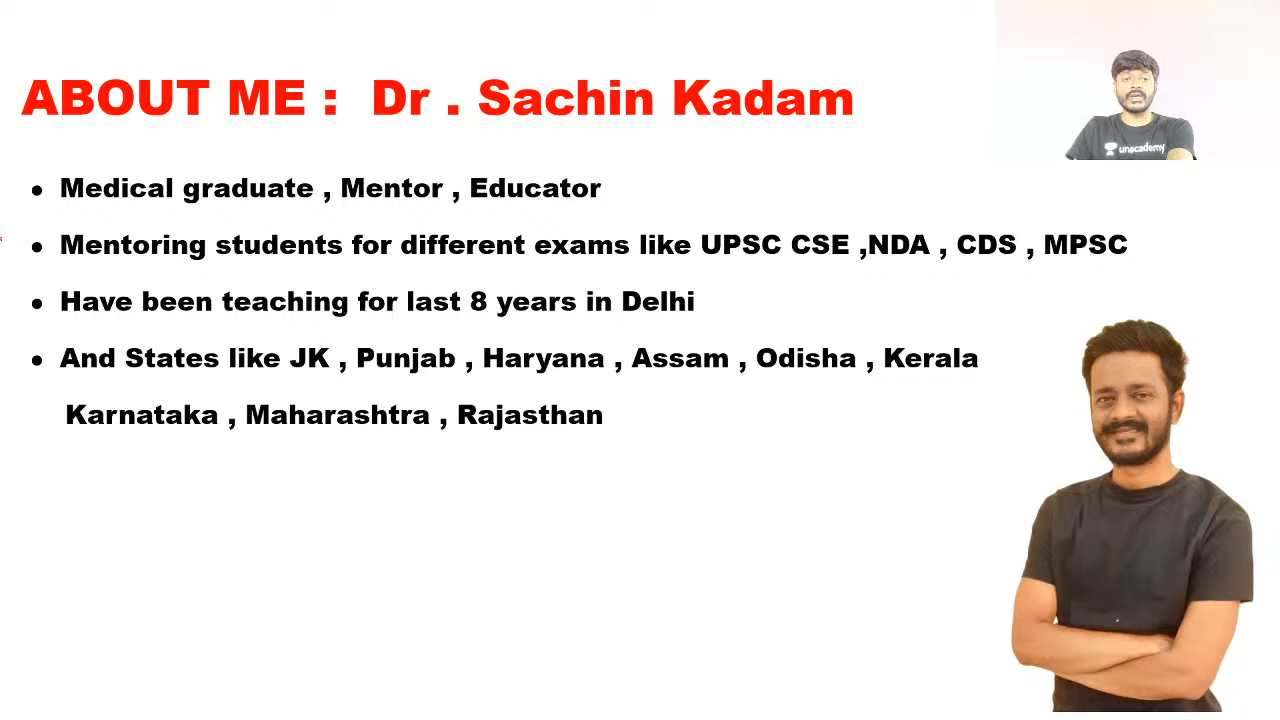 ABOUT ME : Dr . Sachin Kadam
unacademy
• Medical graduate , Mentor , Educator
• Mentoring students for different exams like UPSC CSE ,NDA , CDS , MPSC
• Have been teaching for last 8 years in Delhi
• And States like JK , Punjab , Haryana , Assam , Odisha , Kerala
Karnataka , Maharashtra , Rajasthan